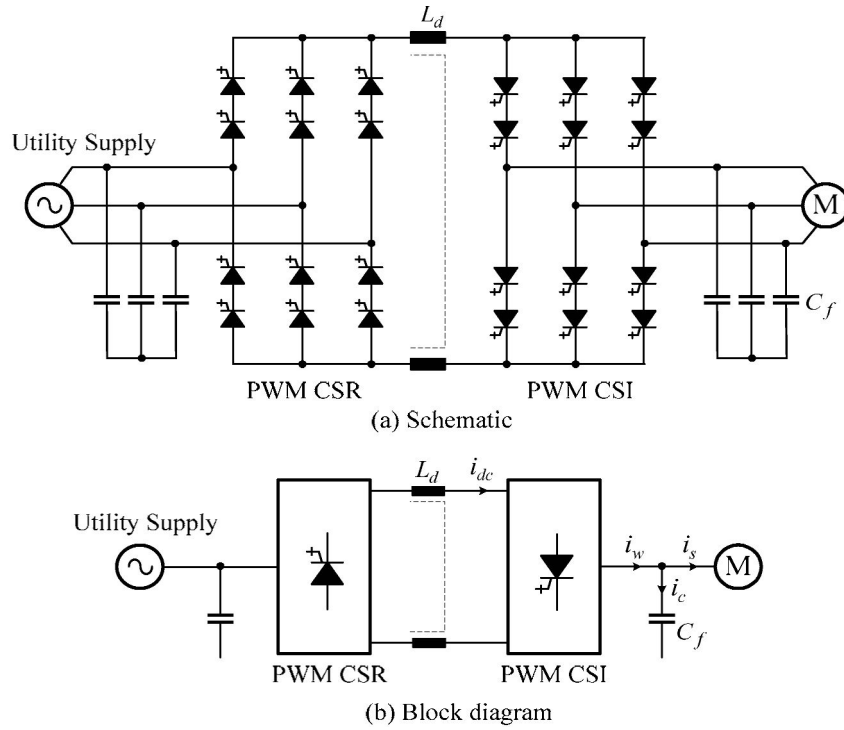 L_d
Utility Supply
M
C_f
PWM CSR
PWM CSI
(a) Schematic
L_d
i_dc
Utility Supply
i_w
i_s
M
i_c
C_f
PWM CSR
PWM CSI
(b) Block diagram